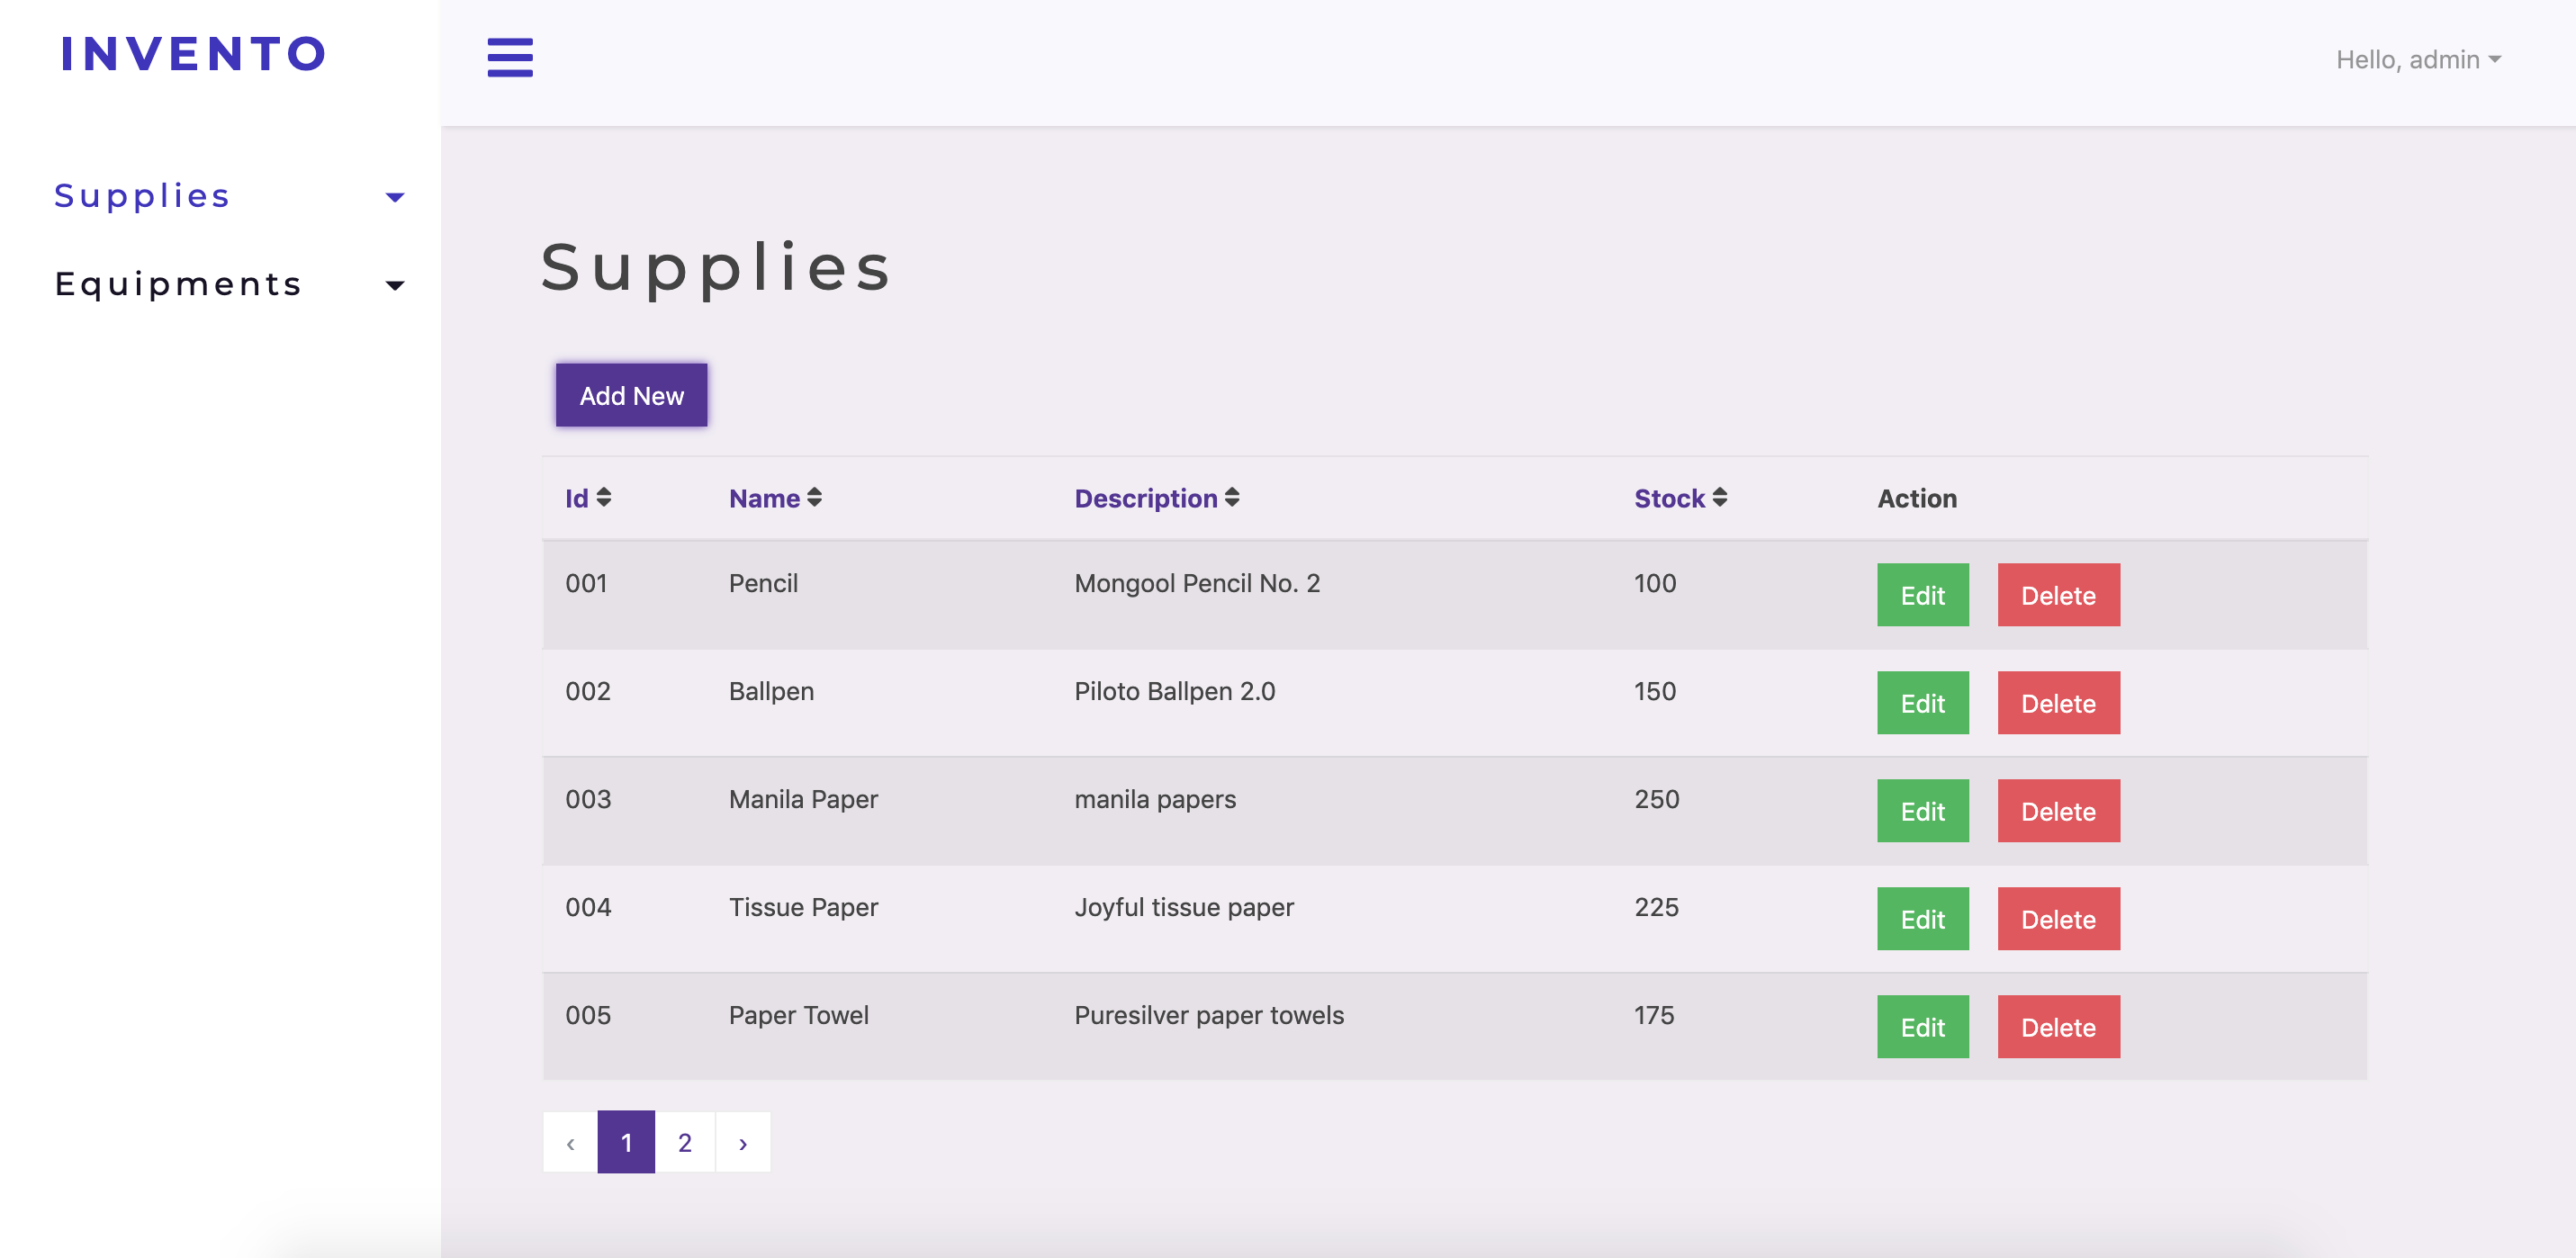 INVENTO
Hello, admin
Supplies
Equipments
Supplies
Add New
Id Name Description Stock Action
001 Pencil Mongool Pencil No. 2 100 Edit Delete
002 Ballpen Piloto Ballpen 2.0 150 Edit Delete
003 Manila Paper manila papers 250 Edit Delete
004 Tissue Paper Joyful tissue paper 225 Edit Delete
005 Paper Towel Puresilver paper towels 175 Edit Delete
‹ 1 2 ›